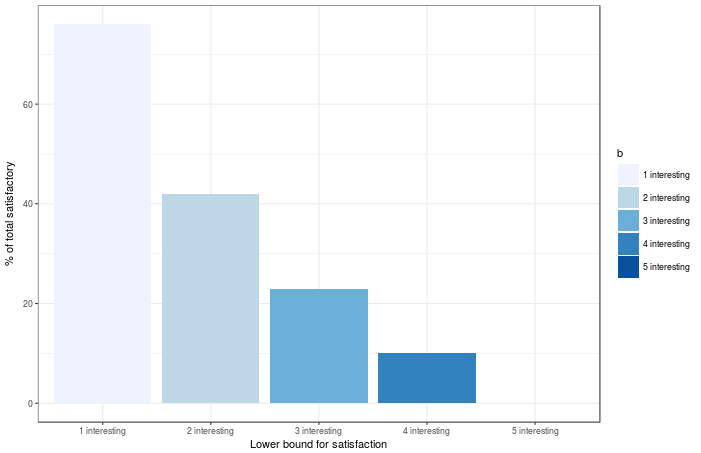 % of total satisfactory
60
40
20
0
1 interesting
2 interesting
3 interesting
4 interesting
5 interesting
Lower bound for satisfaction
b
1 interesting
2 interesting
3 interesting
4 interesting
5 interesting